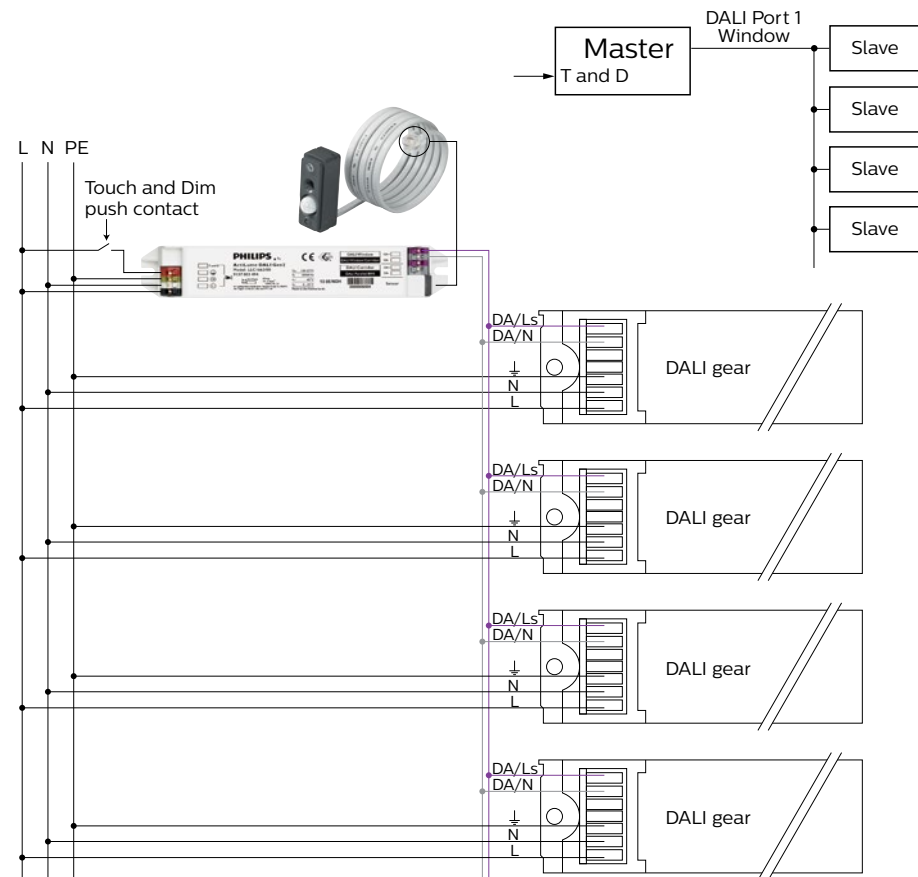 DALI Port 1
Window
Master
T and D
Slave
Slave
Slave
Slave
L N PE
Touch and Dim
push contact
PHILIPS
Sensor
DA/Ls
DA/N
N
L
DALI gear
DA/Ls
DA/N
N
L
DALI gear
DA/Ls
DA/N
N
L
DALI gear
DA/Ls
DA/N
N
L
DALI gear